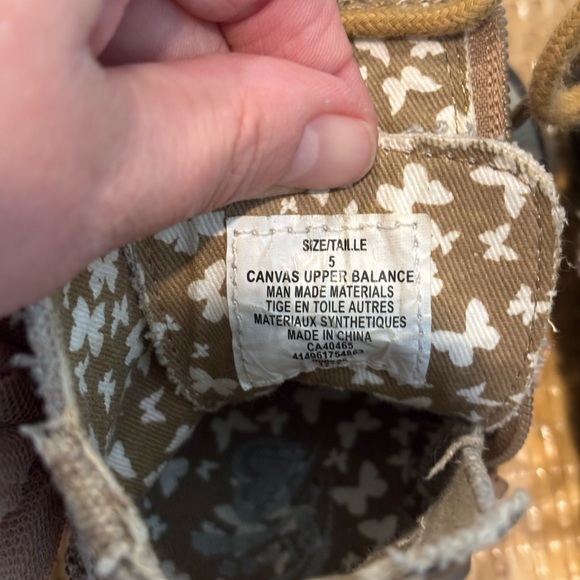 SIZE/TAILLE
5
CANVAS UPPER BALANCE
MAN MADE MATERIALS
TIGE EN TOILE AUTRES
MATERIAUX SYNTHETIQUES
MADE IN CHINA
CA40465
414961754863